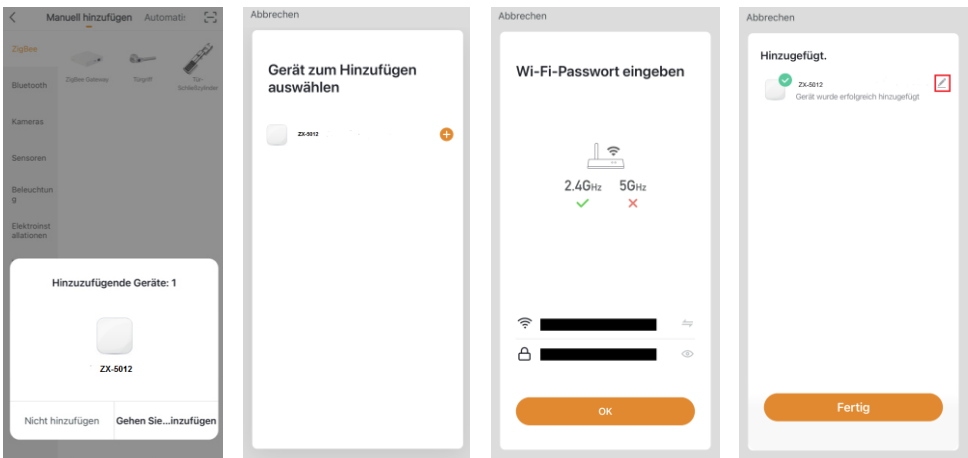 Manuell hinzufügen Automatis
ZigBee
ZigBee Gateway Türgriff Tür-
Schließzylinder
Bluetooth
Kameras
Sensoren
Beleuchtun
g
Elektroinst
allationen
Hinzuzufügende Geräte: 1
ZX-5012
Nicht hinzufügen Gehen Sie...inzufügen
Abbrechen
Gerät zum Hinzufügen
auswählen
ZX-5012
Abbrechen
Wi-Fi-Passwort eingeben
2.4GHz 5GHz
OK
Abbrechen
Hinzugefügt.
ZX-5012
Gerät wurde erfolgreich hinzugefügt
Fertig